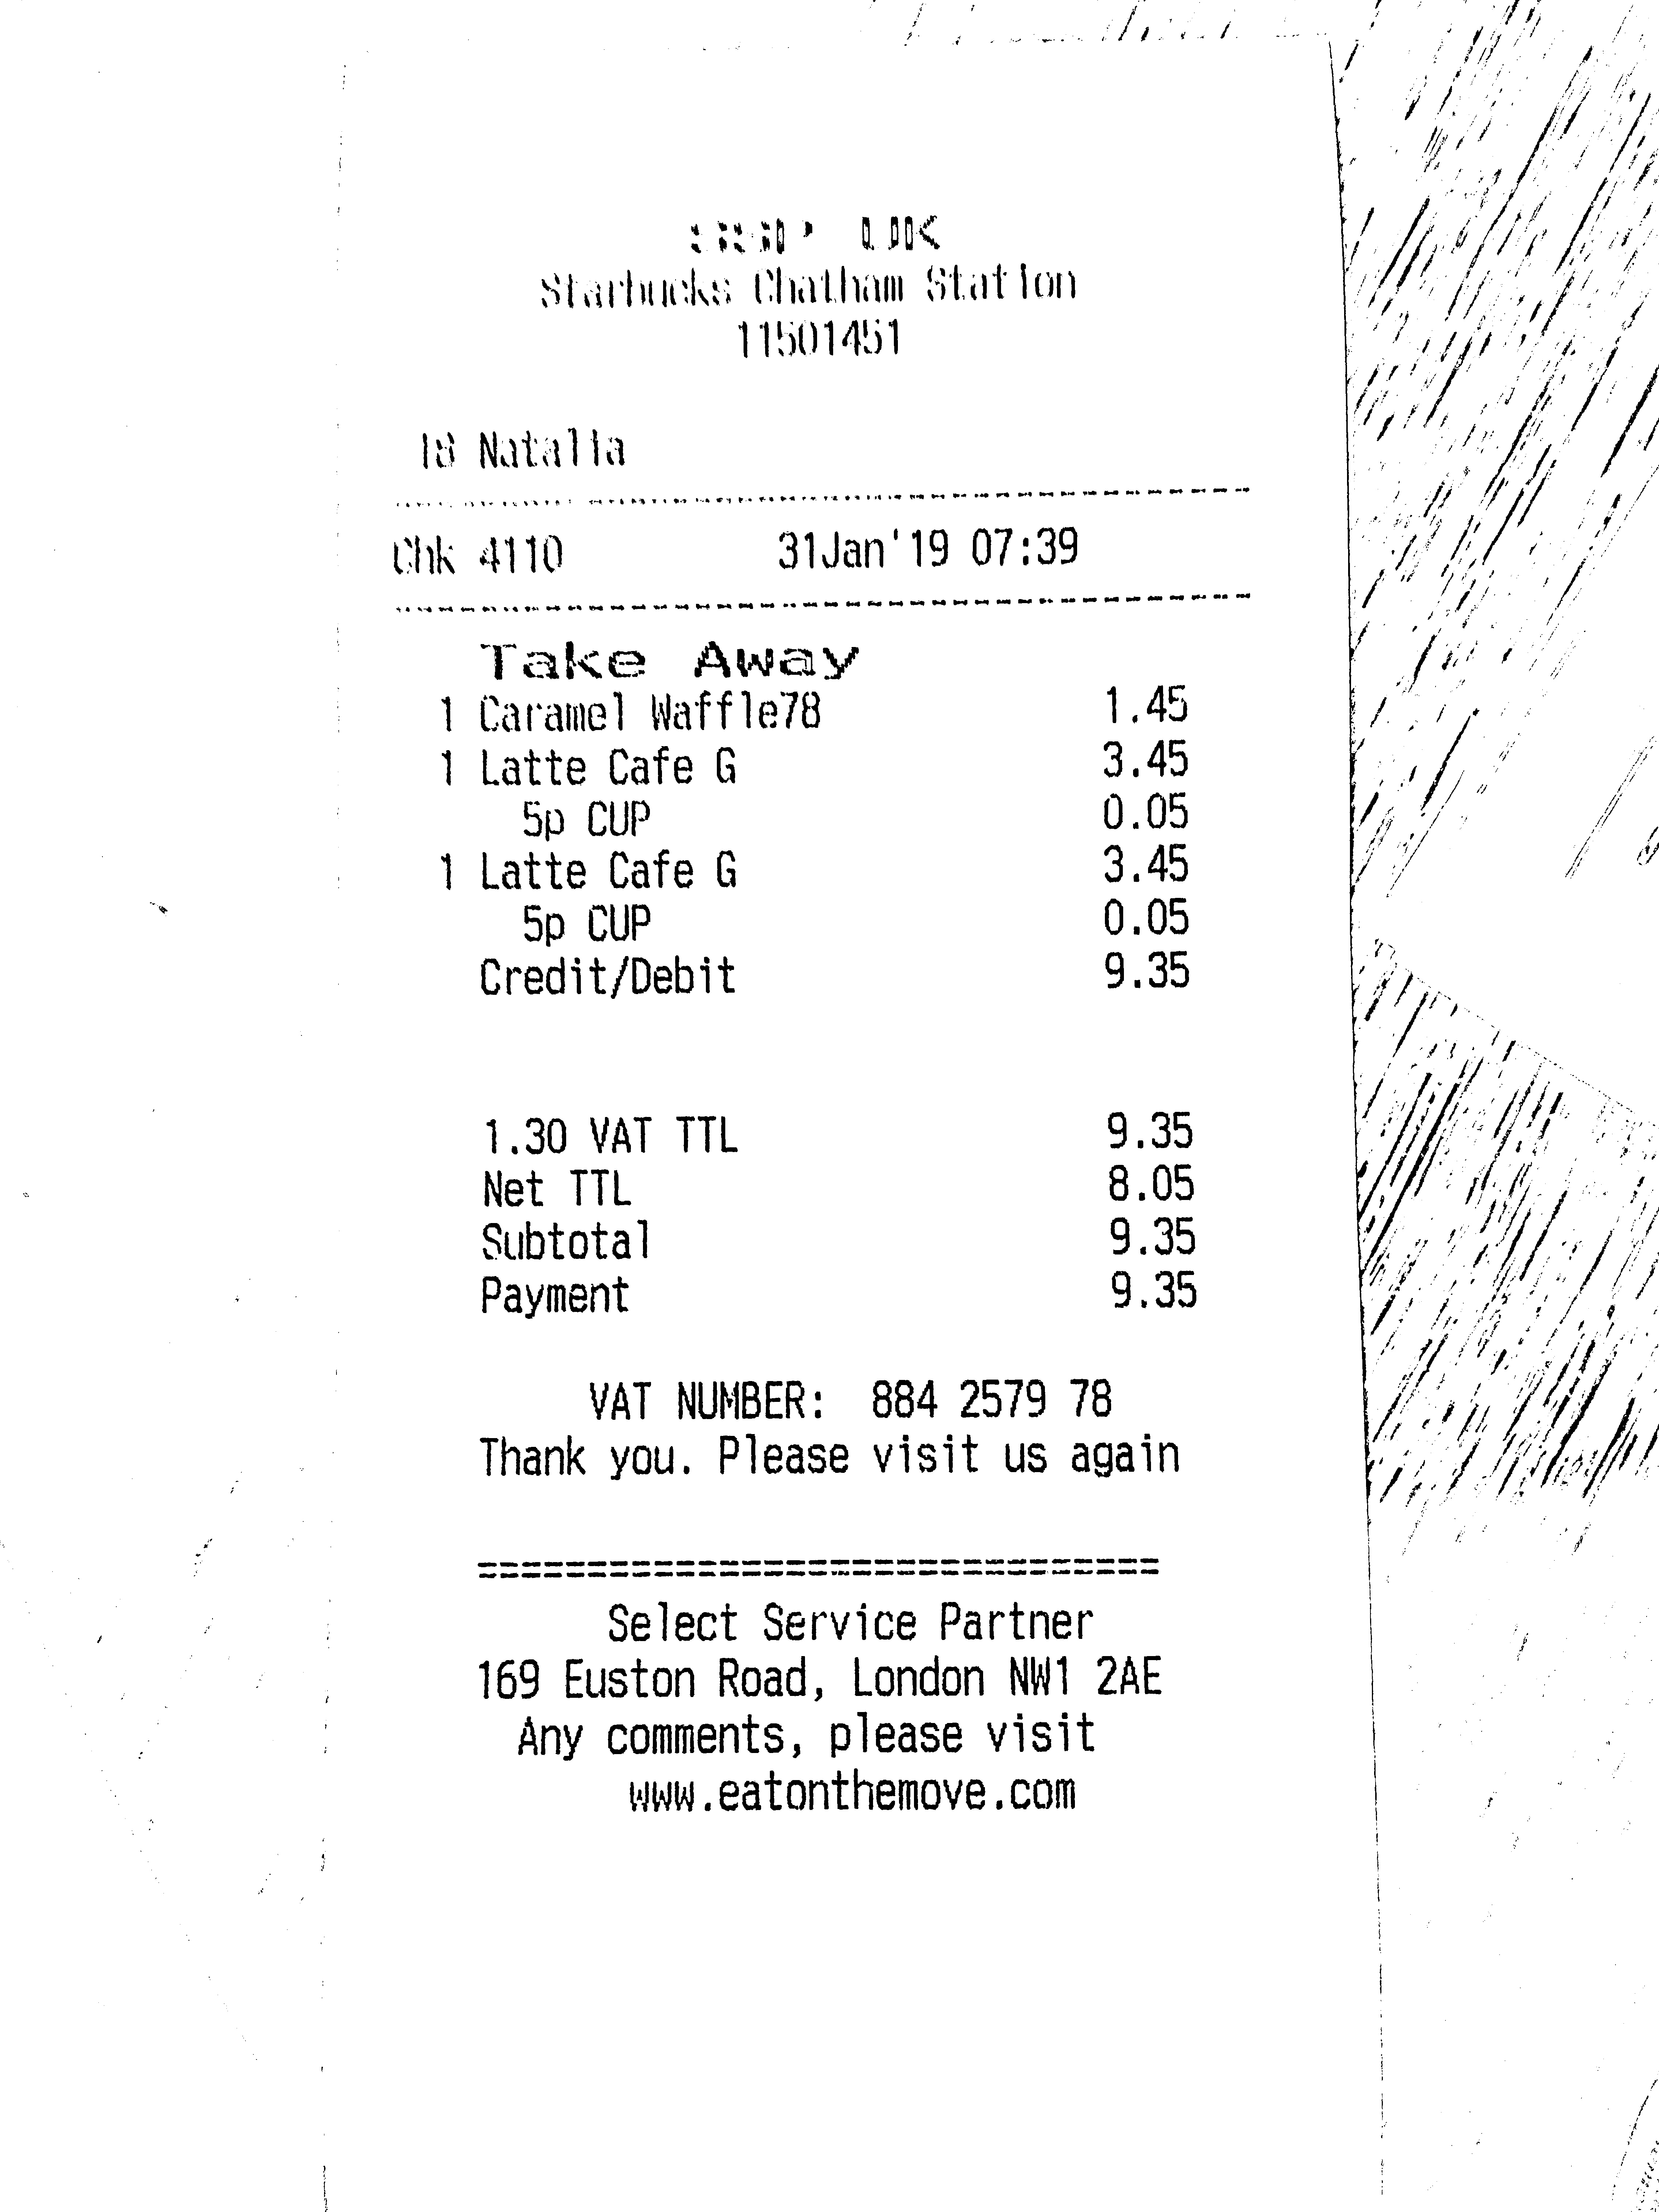 SSP UK
Starbucks Chatham Station
11501451
18 Natalia
Chk 4110 31Jan'19 07:39
Take Away
1 Caramel Waffle78 1.45
1 Latte Cafe G 3.45
5p CUP 0.05
1 Latte Cafe G 3.45
5p CUP 0.05
Credit/Debit 9.35
1.30 VAT TTL 9.35
Net TTL 8.05
Subtotal 9.35
Payment 9.35
VAT NUMBER: 884 2579 78
Thank you. Please visit us again
===============================
Select Service Partner
169 Euston Road, London NW1 2AE
Any comments, please visit
www.eatonthemove.com